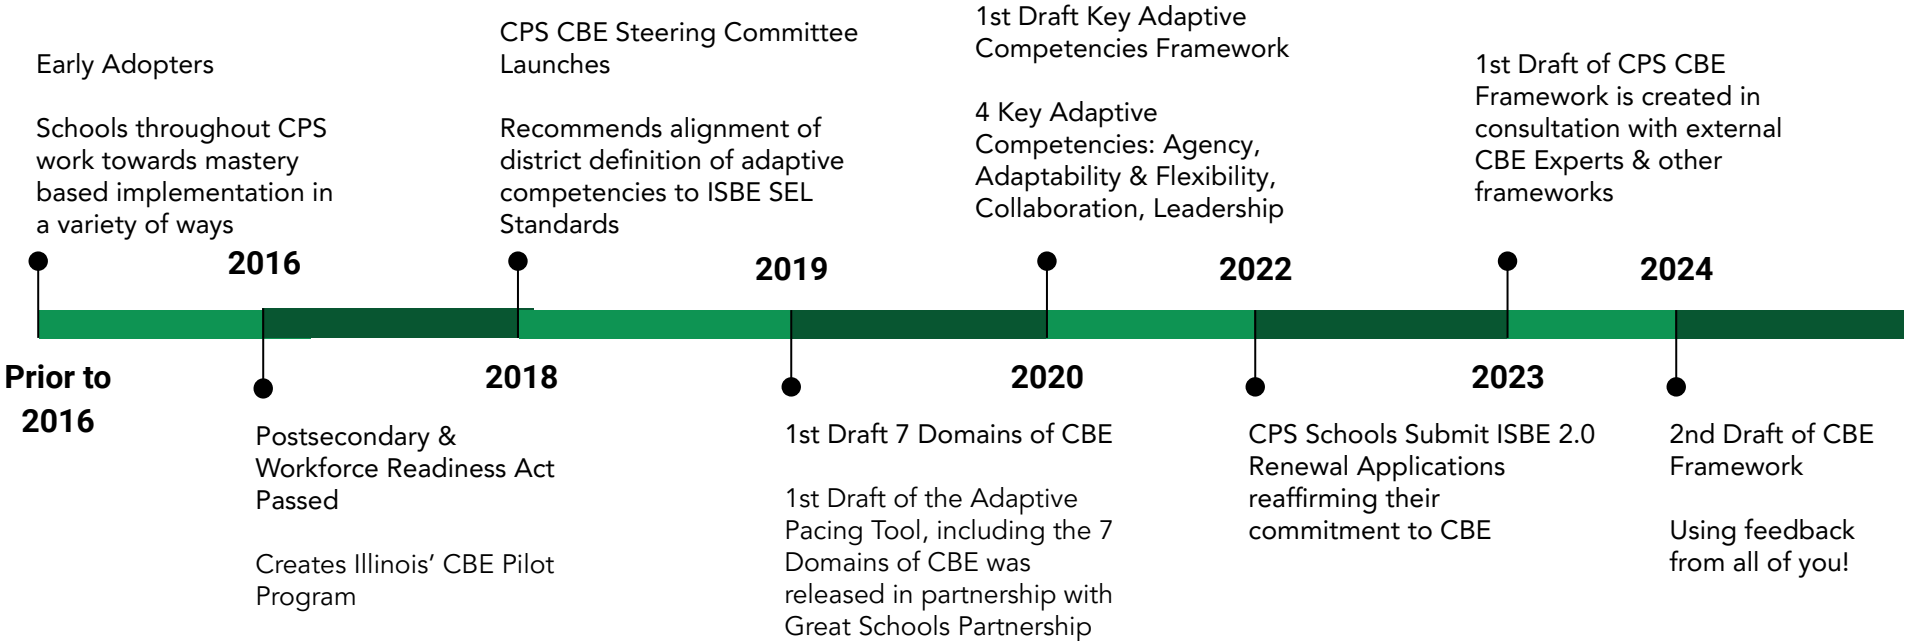 Early Adopters
Schools throughout CPS
work towards mastery
based implementation in
a variety of ways
Prior to
2016
2016
Postsecondary &
Workforce Readiness Act
Passed
Creates Illinois’ CBE Pilot
Program
CPS CBE Steering Committee
Launches
Recommends alignment of
district definition of adaptive
competencies to ISBE SEL
Standards
2018
2019
1st Draft 7 Domains of CBE
1st Draft of the Adaptive
Pacing Tool, including the 7
Domains of CBE was
released in partnership with
Great Schools Partnership
1st Draft Key Adaptive
Competencies Framework
4 Key Adaptive
Competencies: Agency,
Adaptability & Flexibility,
Collaboration, Leadership
2020
2022
CPS Schools Submit ISBE 2.0
Renewal Applications
reaffirming their
commitment to CBE
1st Draft of CPS CBE
Framework is created in
consultation with external
CBE Experts & other
frameworks
2023
2024
2nd Draft of CBE
Framework
Using feedback
from all of you!